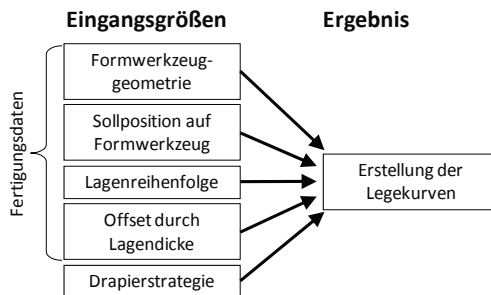 Eingangsgrößen
Ergebnis
Fertigungsdaten
Formwerkzeug-
geometrie
Sollposition auf
Formwerkzeug
Lagenreihenfolge
Offset durch
Lagendicke
Drapierstrategie
Erstellung der
Legekurven